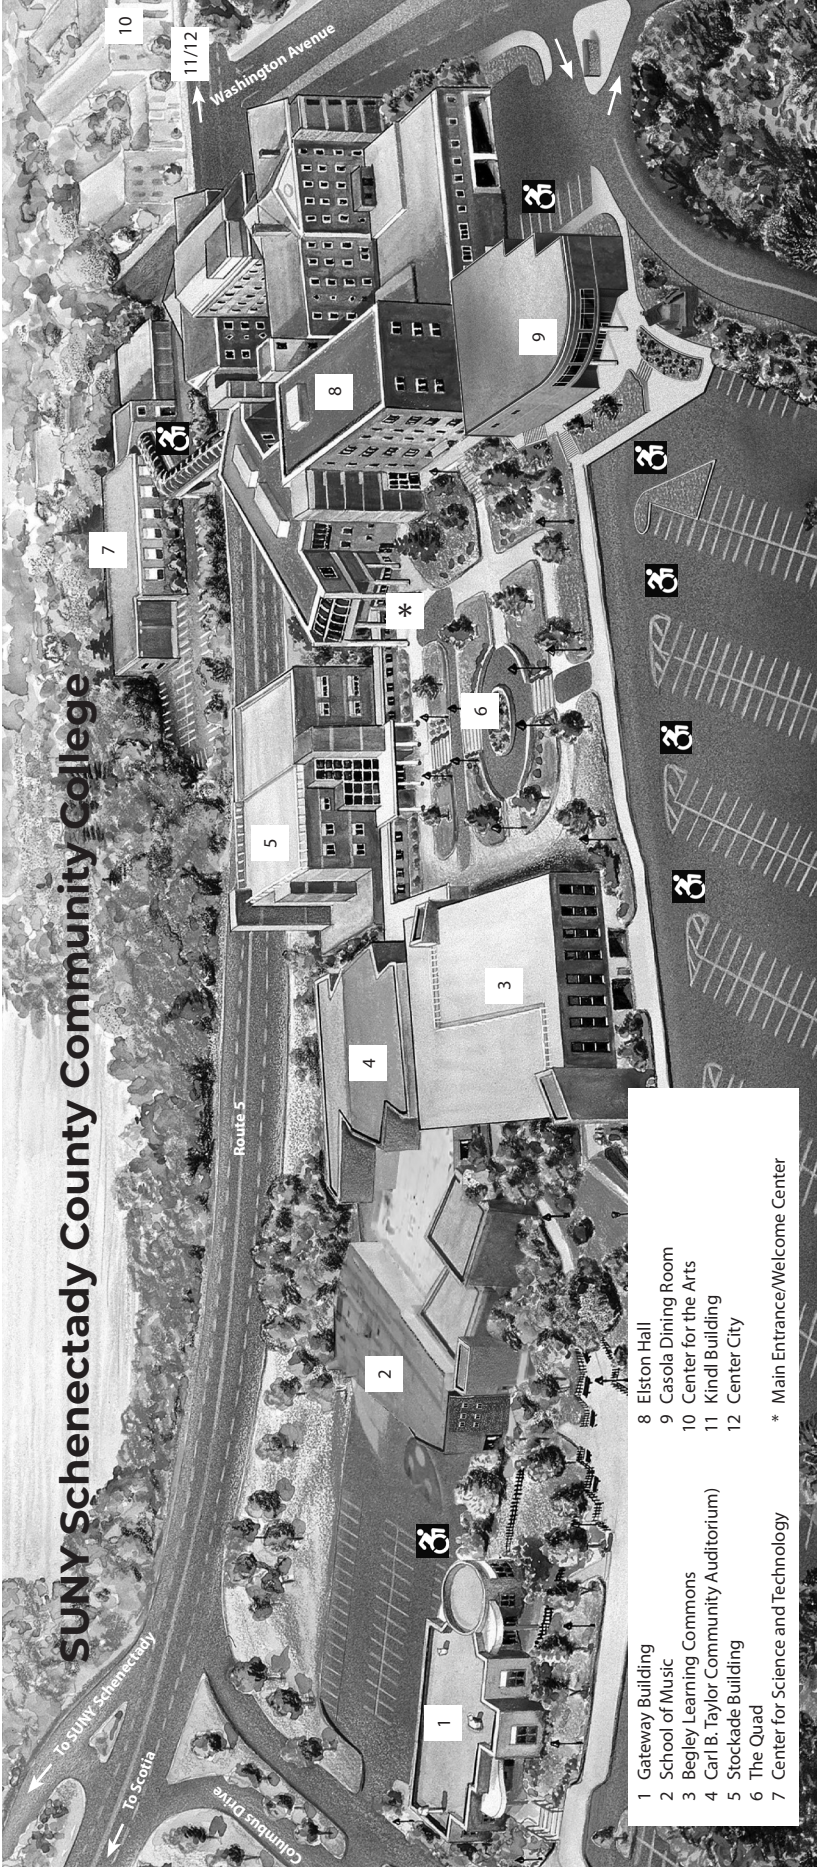 SUNY Schenectady County Community College
To SUNY Schenectady
To Scotia
Columbus Drive
Route 5
Washington Avenue
11/12
10
7
5
8
9
*
6
4
3
2
1
1 Gateway Building
2 School of Music
3 Begley Learning Commons
4 Carl B. Taylor Community Auditorium)
5 Stockade Building
6 The Quad
7 Center for Science and Technology
8 Elston Hall
9 Casola Dining Room
10 Center for the Arts
11 Kindl Building
12 Center City
* Main Entrance/Welcome Center